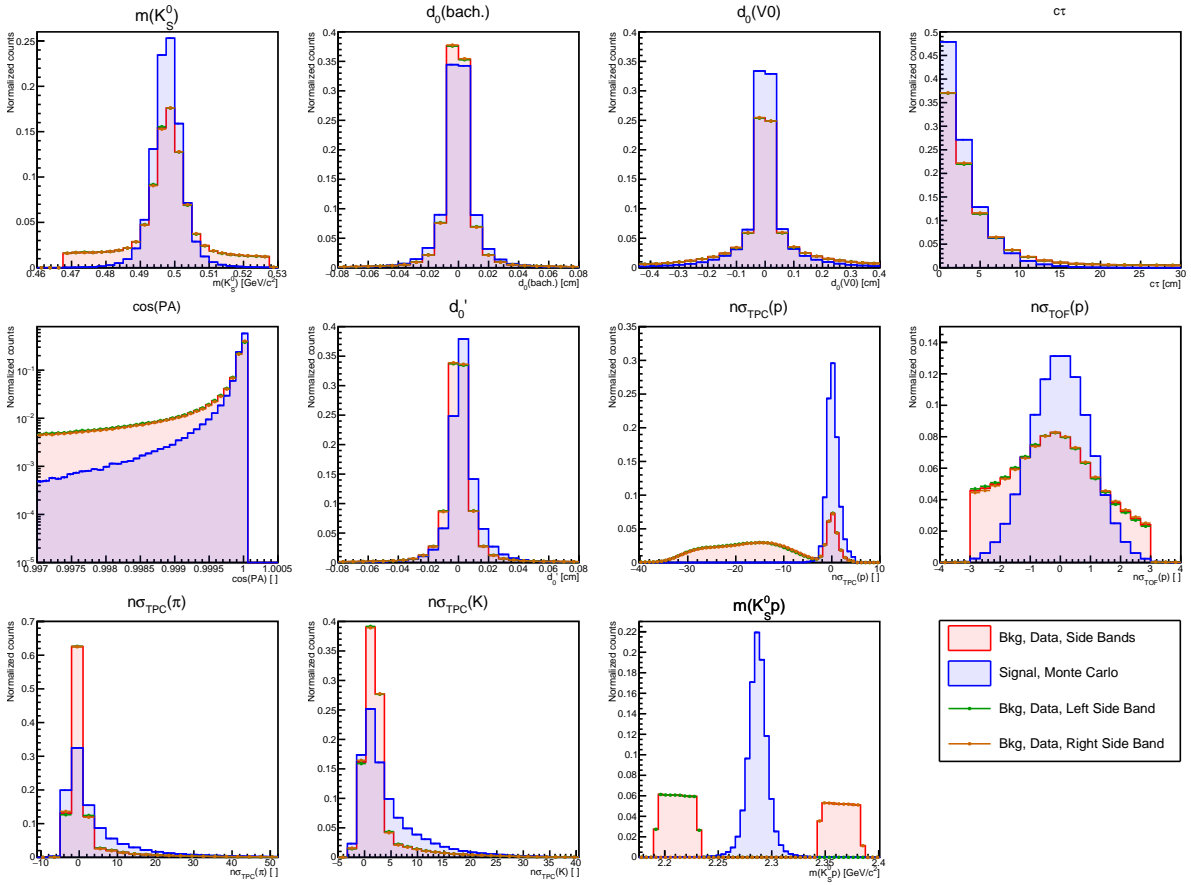 m(K⁰S)
Normalized counts
0.25
0.2
0.15
0.1
0.05
0
0.46 0.47 0.48 0.49 0.5 0.51 0.52 0.53
m(K⁰S) [GeV/c²]
d₀(bach.)
Normalized counts
0.4
0.35
0.3
0.25
0.2
0.15
0.1
0.05
0
−0.08 −0.06 −0.04 −0.02 0 0.02 0.04 0.06 0.08
d₀(bach.) [cm]
d₀(V0)
Normalized counts
0.4
0.35
0.3
0.25
0.2
0.15
0.1
0.05
0
−0.3 −0.2 −0.1 0 0.1 0.2 0.3 0.4
d₀(V0) [cm]
cτ
Normalized counts
0.5
0.45
0.4
0.35
0.3
0.25
0.2
0.15
0.1
0.05
0
5 10 15 20 25 30
cτ [cm]
cos(PA)
Normalized counts
10⁻¹
10⁻²
10⁻³
10⁻⁴
10⁻⁵
0.997 0.9975 0.998 0.9985 0.999 0.9995 1 1.0005
cos(PA) [ ]
d₀'
Normalized counts
0.4
0.35
0.3
0.25
0.2
0.15
0.1
0.05
0
−0.08 −0.06 −0.04 −0.02 0 0.02 0.04 0.06 0.08
d₀' [cm]
nσTPC(p)
Normalized counts
0.35
0.3
0.25
0.2
0.15
0.1
0.05
0
−40 −30 −20 −10 0 10
nσTPC(p) [ ]
nσTOF(p)
Normalized counts
0.14
0.12
0.1
0.08
0.06
0.04
0.02
0
−4 −3 −2 −1 0 1 2 3 4
nσTOF(p) [ ]
nσTPC(π)
Normalized counts
0.7
0.6
0.5
0.4
0.3
0.2
0.1
0
−10 0 10 20 30 40 50
nσTPC(π) [ ]
nσTPC(K)
Normalized counts
0.4
0.35
0.3
0.25
0.2
0.15
0.1
0.05
0
−5 0 5 10 15 20 25 30 35 40
nσTPC(K) [ ]
m(K⁰Sp)
Normalized counts
0.22
0.2
0.18
0.16
0.14
0.12
0.1
0.08
0.06
0.04
0.02
0
2.2 2.25 2.3 2.35 2.4
m(K⁰Sp) [GeV/c²]
Bkg, Data, Side Bands
Signal, Monte Carlo
Bkg, Data, Left Side Band
Bkg, Data, Right Side Band